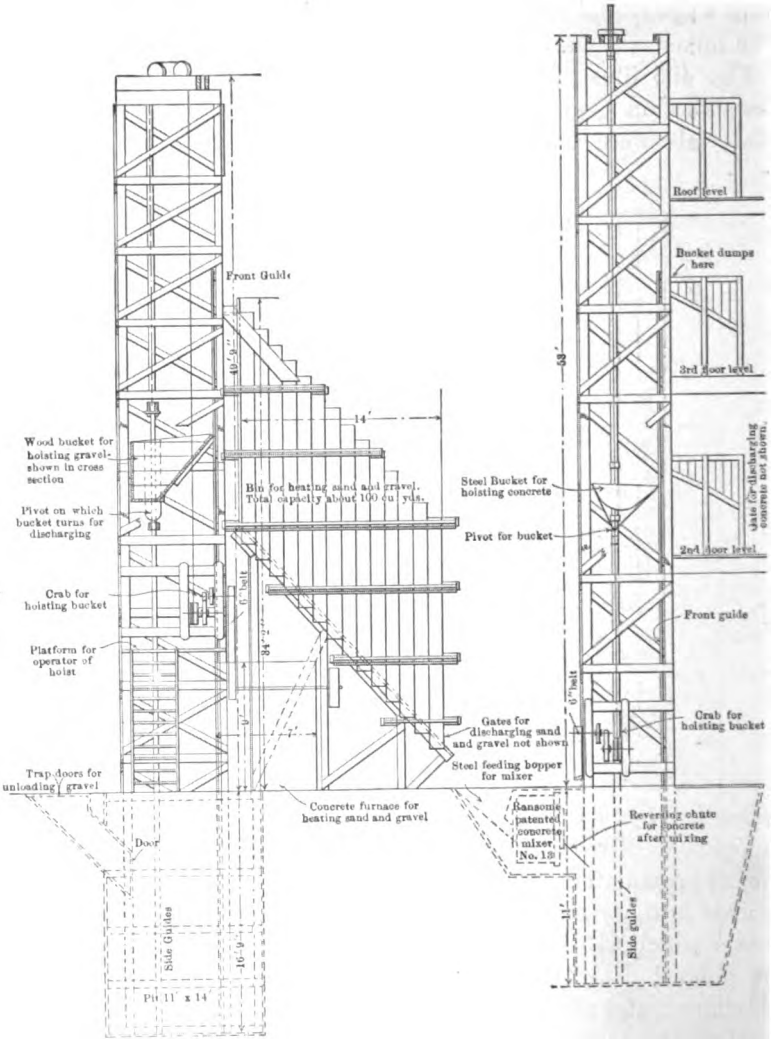 Roof level
Bucket dumps
here
Front Guide
53'
49'-9"
3rd floor level
14'
Wood bucket for
hoisting gravel-
shown in cross
section
Bin for heating sand and gravel.
Total capacity about 100 cu. yds.
Steel Bucket for
hoisting concrete
Gate for discharging
concrete not shown.
Pivot on which
bucket turns for
discharging
Pivot for bucket
2nd floor level
Crab for
hoisting bucket
6" belt
34'-2"
Front guide
Platform for
operator of
hoist
6" belt
9'
7'
Gates for
discharging sand
and gravel not shown
Crab for
hoisting bucket
Trap-doors for
unloading gravel
Steel feeding hopper
for mixer
Concrete furnace for
heating sand and gravel
Ransome
patented
concrete
mixer
No. 13
Reversing chute
for concrete
after mixing
Door
Side Guides
16'-9"
11'
Side guides
Pit 11' x 14'